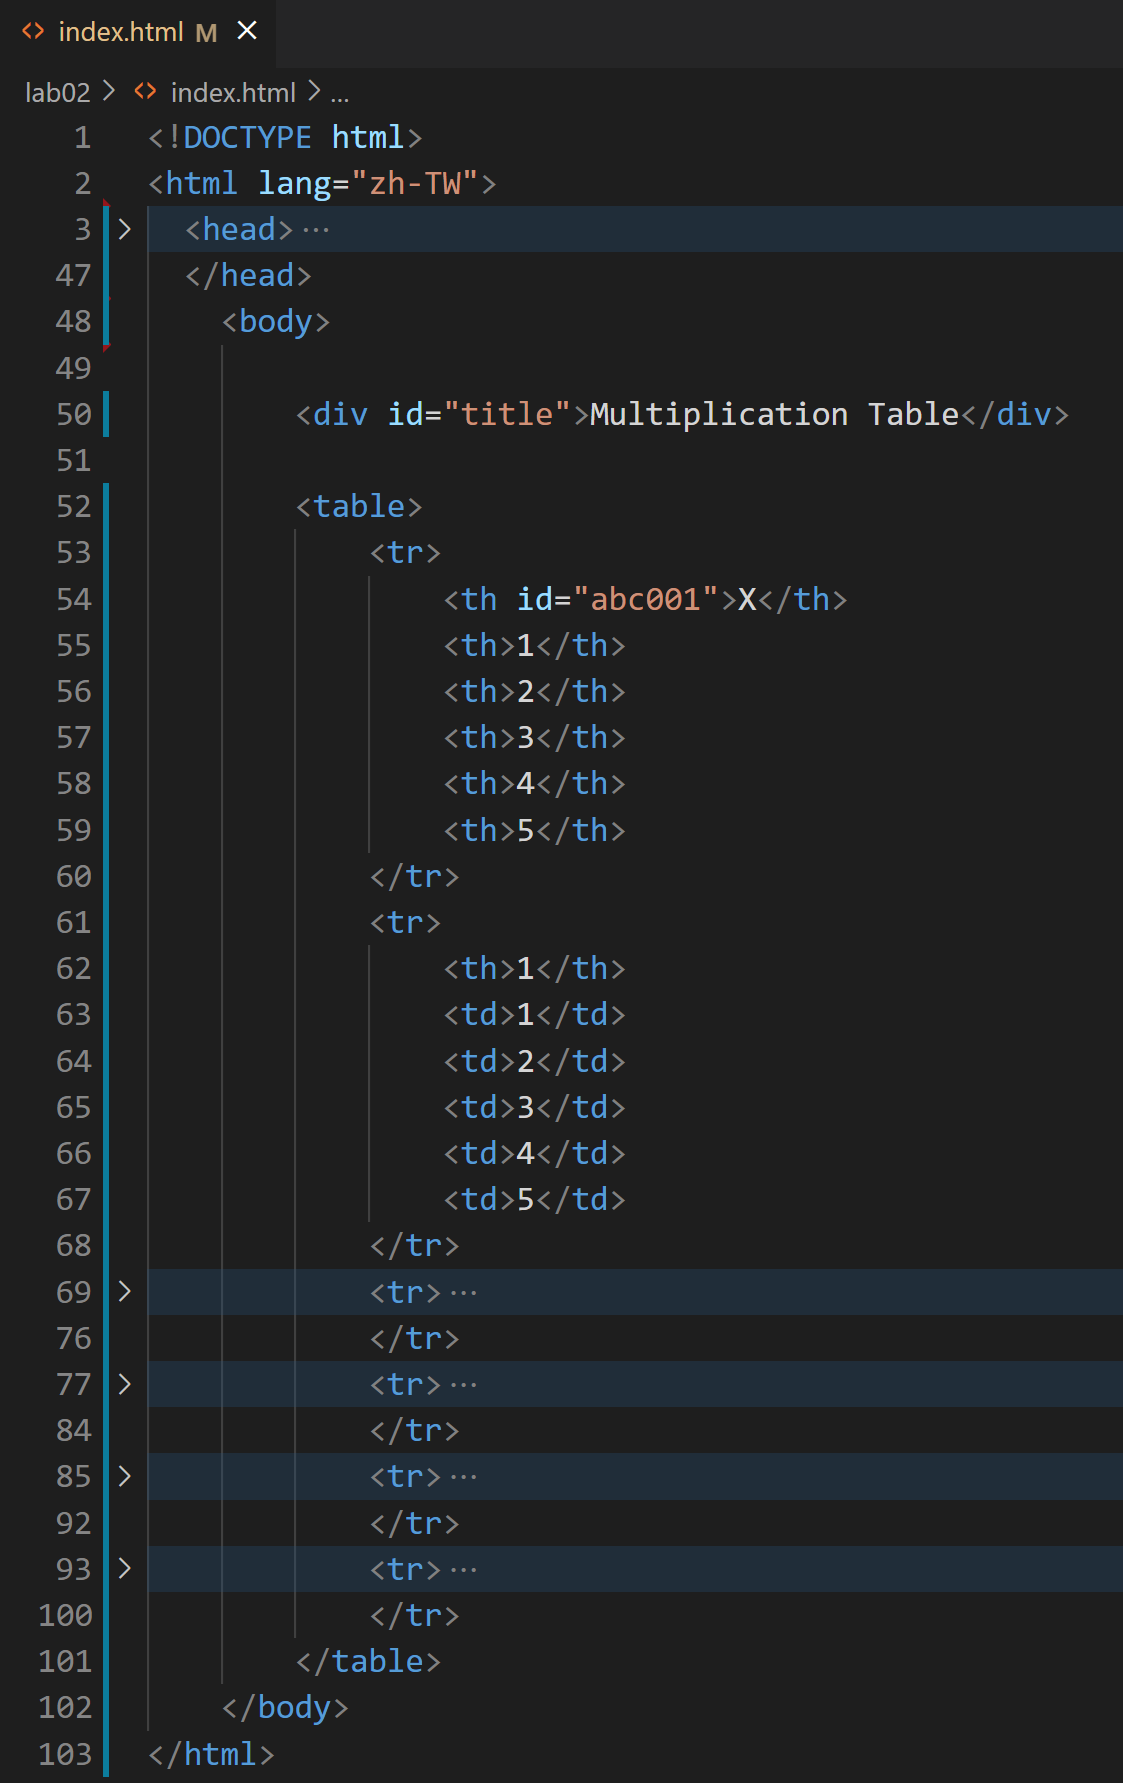 index.html M
lab02 > index.html > ...
1 <!DOCTYPE html>
2 <html lang="zh-TW">
3 <head>...
47 </head>
48 <body>
49
50 <div id="title">Multiplication Table</div>
51
52 <table>
53 <tr>
54 <th id="abc001">X</th>
55 <th>1</th>
56 <th>2</th>
57 <th>3</th>
58 <th>4</th>
59 <th>5</th>
60 </tr>
61 <tr>
62 <th>1</th>
63 <td>1</td>
64 <td>2</td>
65 <td>3</td>
66 <td>4</td>
67 <td>5</td>
68 </tr>
69 <tr>...
76 </tr>
77 <tr>...
84 </tr>
85 <tr>...
92 </tr>
93 <tr>...
100 </tr>
101 </table>
102 </body>
103 </html>